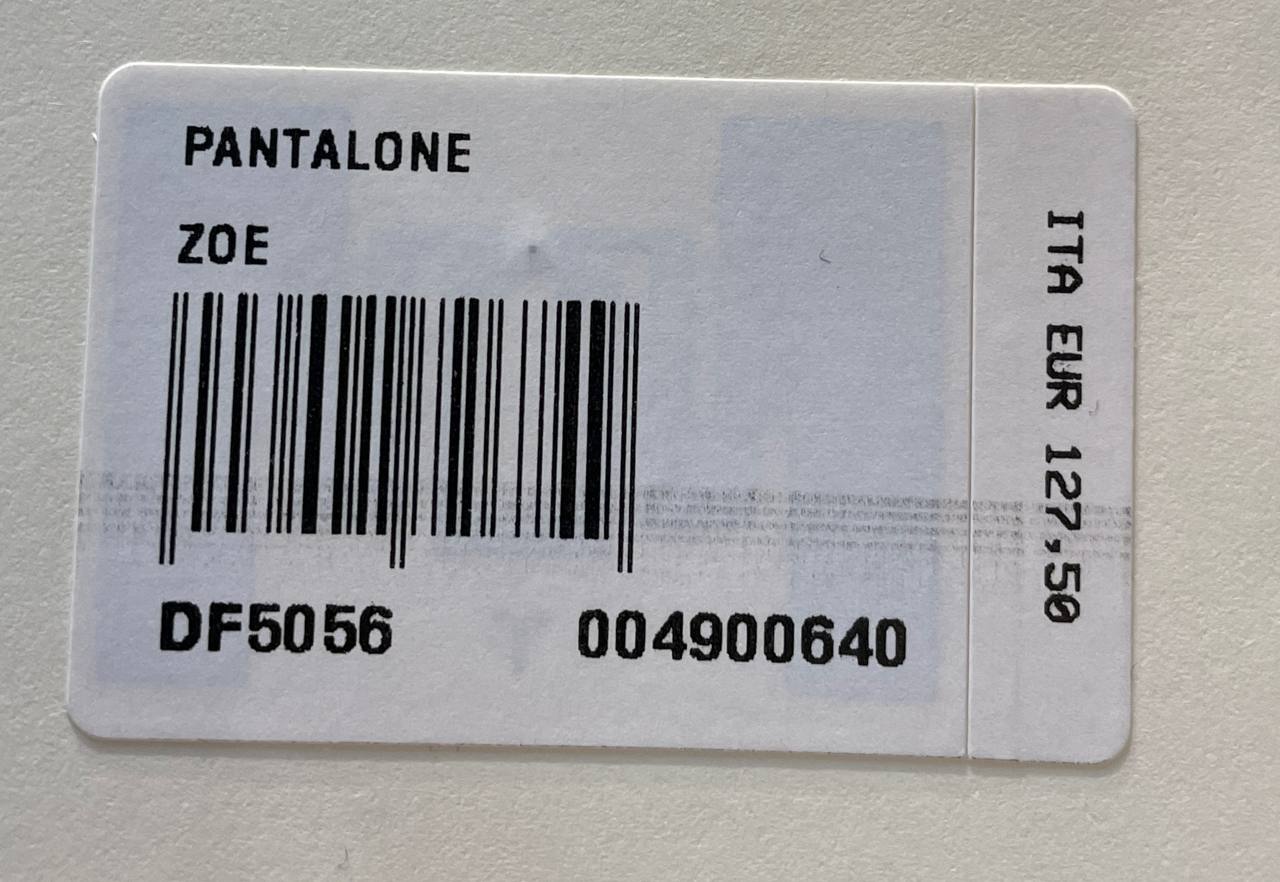 PANTALONE
ZOE
DF5056 004900640
ITA EUR 127,50